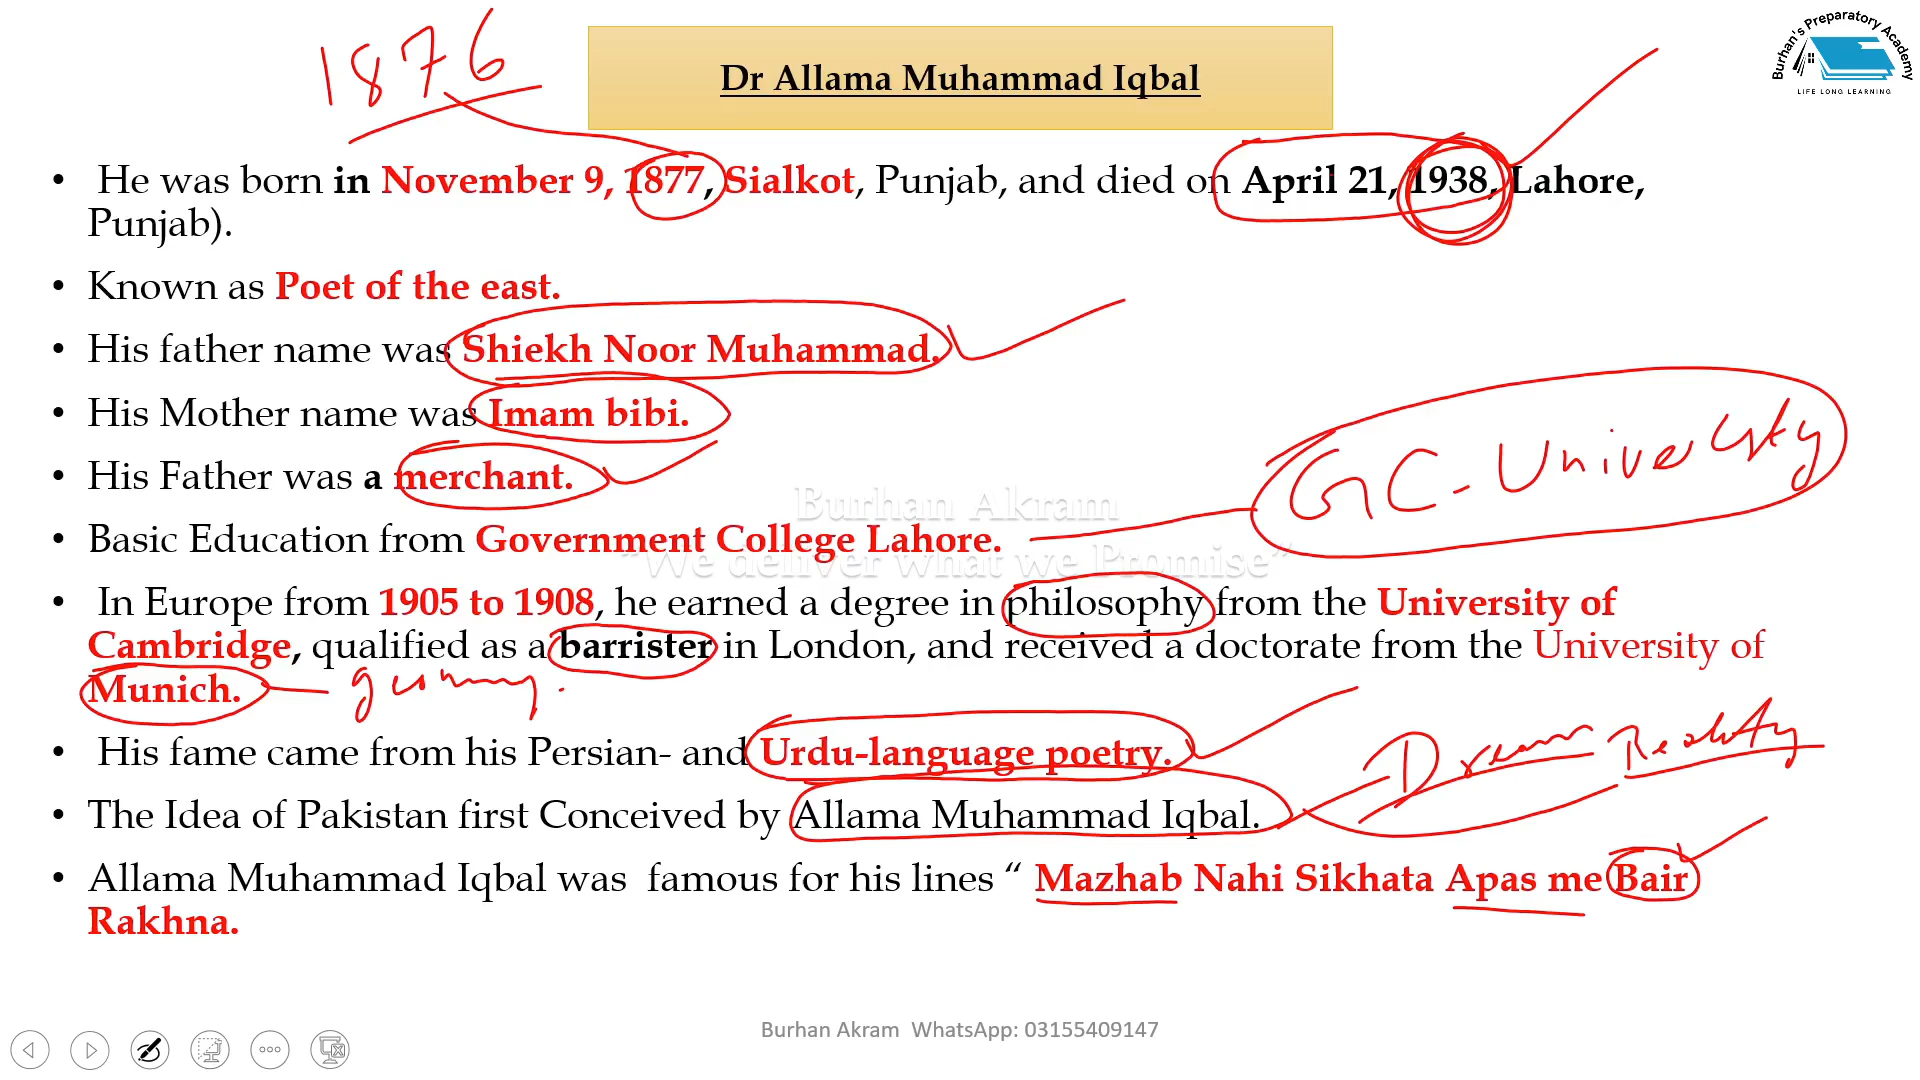 1876
Dr Allama Muhammad Iqbal
Burhan's Preparatory Academy
LIFE LONG LEARNING
• He was born in November 9, 1877, Sialkot, Punjab, and died on April 21, 1938, Lahore,
Punjab).
• Known as Poet of the east.
• His father name was Shiekh Noor Muhammad.
• His Mother name was Imam bibi.
• His Father was a merchant.
GC-University
Burhan Akram
• Basic Education from Government College Lahore.
"We deliver what we Promise"
• In Europe from 1905 to 1908, he earned a degree in philosophy from the University of
Cambridge, qualified as a barrister in London, and received a doctorate from the University of
Munich. germany.
• His fame came from his Persian- and Urdu-language poetry.
Dream Reality
• The Idea of Pakistan first Conceived by Allama Muhammad Iqbal.
• Allama Muhammad Iqbal was famous for his lines “ Mazhab Nahi Sikhata Apas me Bair
Rakhna.
Burhan Akram WhatsApp: 03155409147